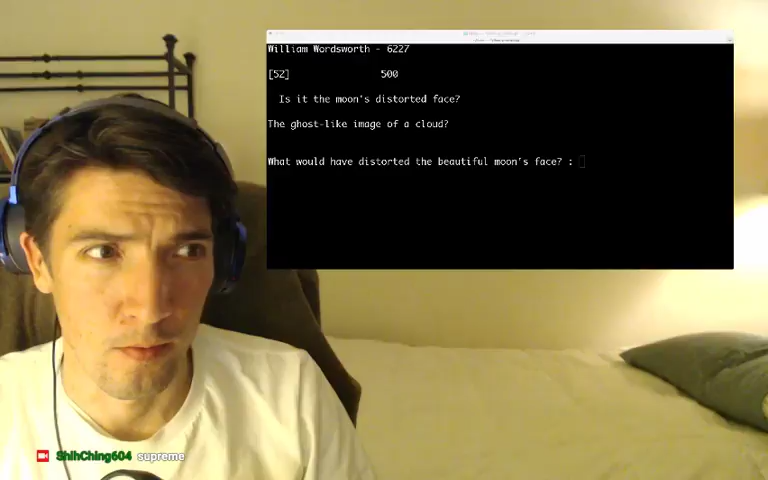 William Wordsworth - 6227
[52] 500
Is it the moon's distorted face?
The ghost-like image of a cloud?
What would have distorted the beautiful moon's face? :
ShihChing604 supreme